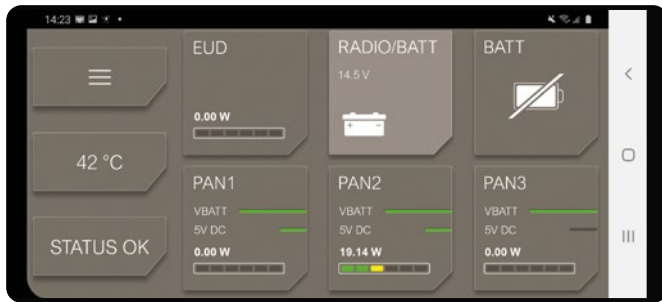 14:23
EUD
0.00 W
RADIO/BATT
14.5 V
BATT
42 °C
STATUS OK
PAN1
VBATT
5V DC
0.00 W
PAN2
VBATT
5V DC
19.14 W
PAN3
VBATT
5V DC
0.00 W